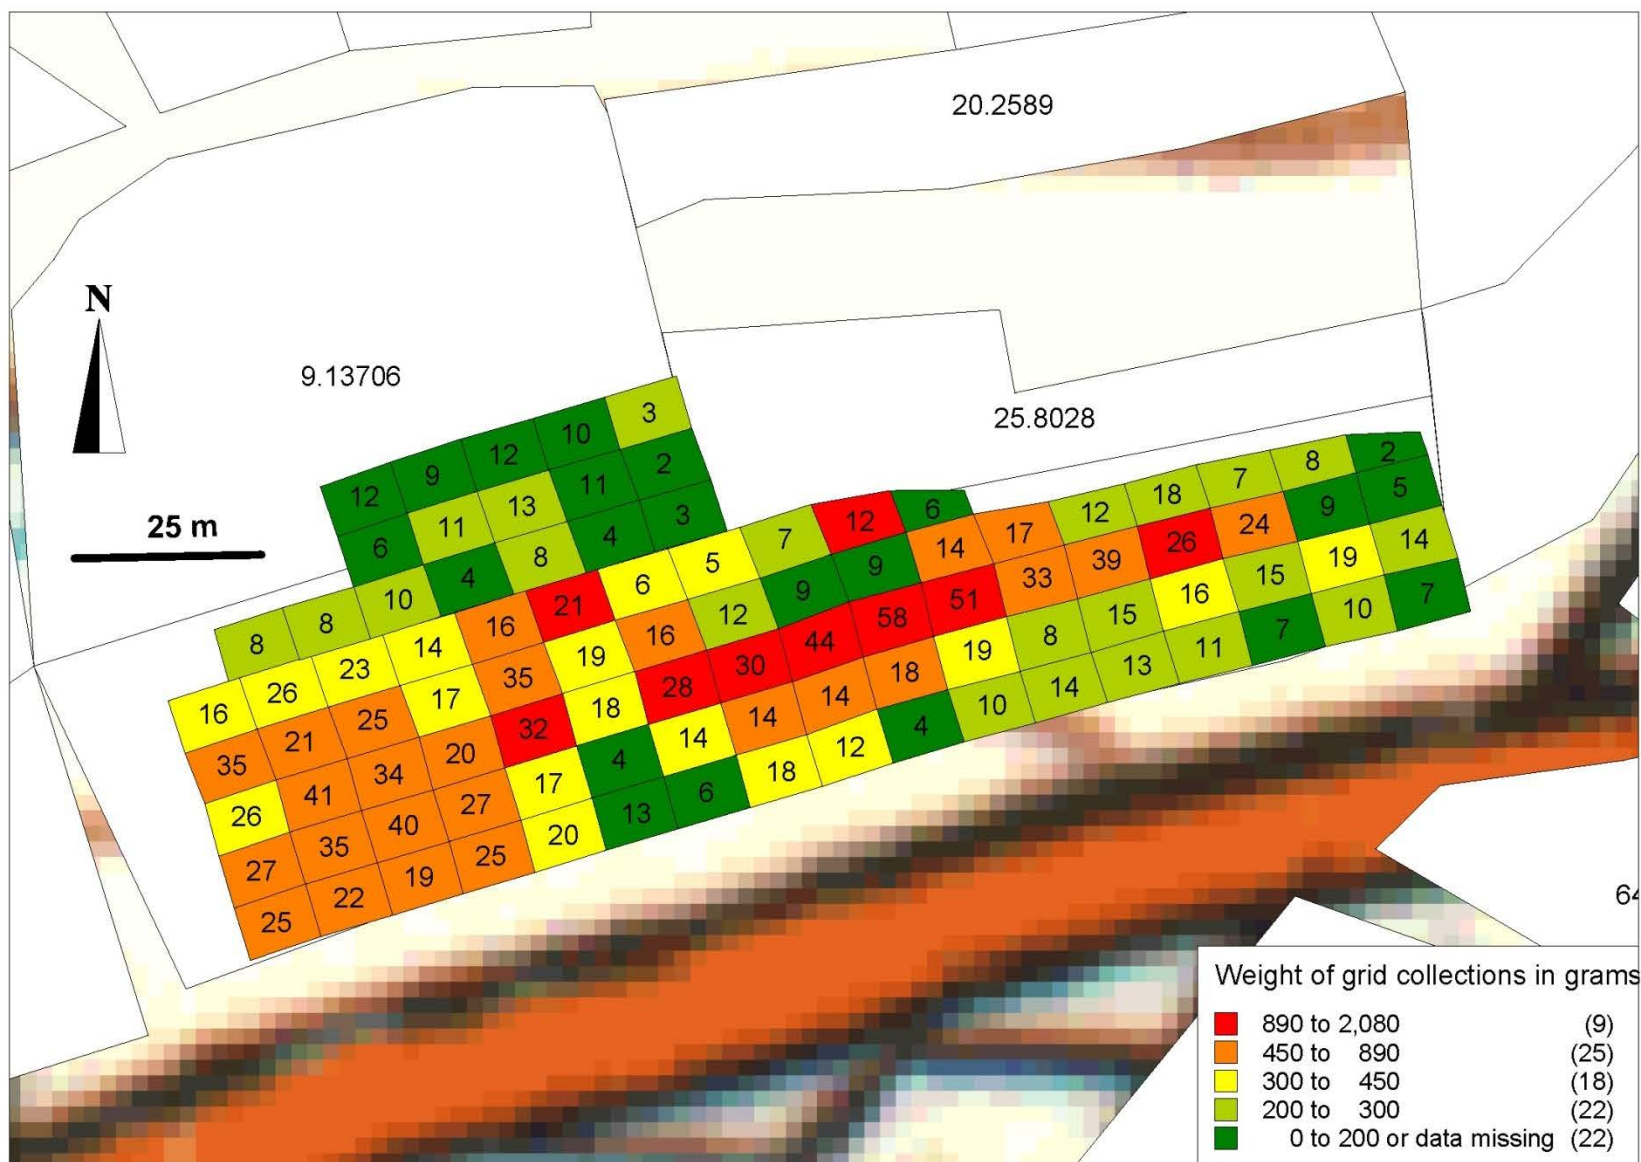 20.2589
N
9.13706
25.8028
25 m
12 9 12 10 3
6 11 13 11 2
8 8 10 4 8 4 3
16 26 23 14 16 21 6 5 7 12 6
35 21 25 17 35 19 16 12 9 9 14 17 12 18 7 8 2
26 41 34 20 32 18 28 30 44 58 51 33 39 26 24 9 5
27 35 40 27 17 4 14 14 14 18 19 8 15 16 15 19 14
25 22 19 25 20 13 6 18 12 4 10 14 13 11 7 10 7
Weight of grid collections in grams
890 to 2,080 (9)
450 to 890 (25)
300 to 450 (18)
200 to 300 (22)
0 to 200 or data missing (22)